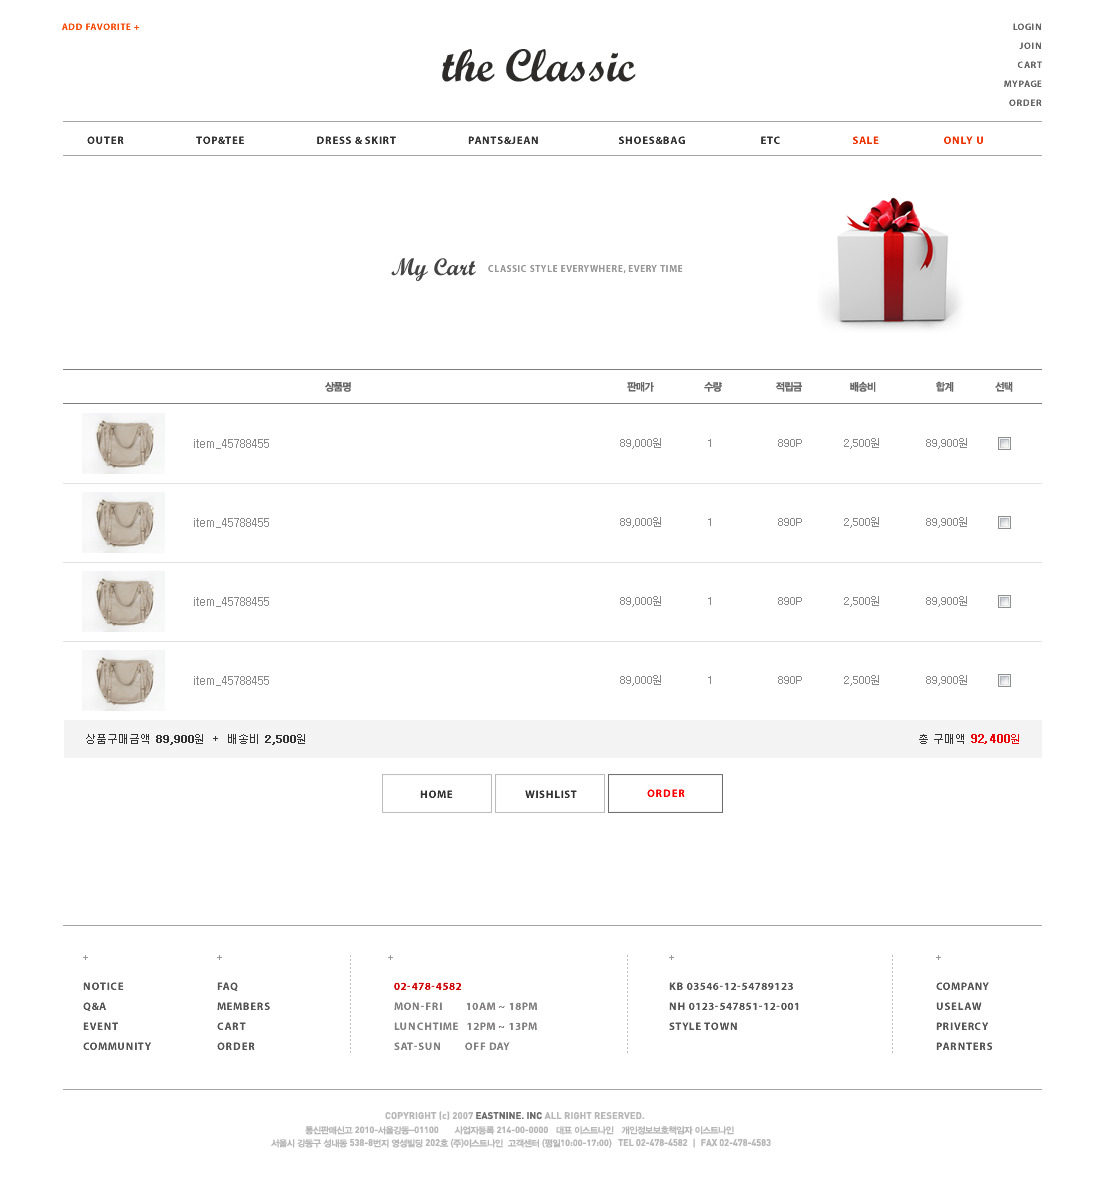 ADD FAVORITE +
LOGIN
JOIN
CART
MYPAGE
ORDER
the Classic
OUTER TOP&TEE DRESS & SKIRT PANTS&JEAN SHOES&BAG ETC SALE ONLY U
My Cart CLASSIC STYLE EVERYWHERE, EVERY TIME
상품명 판매가 수량 적립금 배송비 합계 선택
item_45788455 89,000원 1 890P 2,500원 89,900원
item_45788455 89,000원 1 890P 2,500원 89,900원
item_45788455 89,000원 1 890P 2,500원 89,900원
item_45788455 89,000원 1 890P 2,500원 89,900원
상품구매금액 89,900원 + 배송비 2,500원 총 구매액 92,400원
HOME WISHLIST ORDER
+ + + + +
NOTICE FAQ 02-478-4582 KB 03546-12-54789123 COMPANY
Q&A MEMBERS MON-FRI 10AM ~ 18PM NH 0123-547851-12-001 USELAW
EVENT CART LUNCHTIME 12PM ~ 13PM STYLE TOWN PRIVERCY
COMMUNITY ORDER SAT-SUN OFF DAY PARNTERS
COPYRIGHT (c) 2007 EASTNINE. INC ALL RIGHT RESERVED.
통신판매신고 2010-서울강동-01100 사업자등록 214-00-0000 대표 이스트나인 개인정보보호책임자 이스트나인
서울시 강동구 성내동 538-8번지 영성빌딩 202호 (주)이스트나인 고객센터 (평일10:00-17:00) TEL 02-478-4582 | FAX 02-478-4583